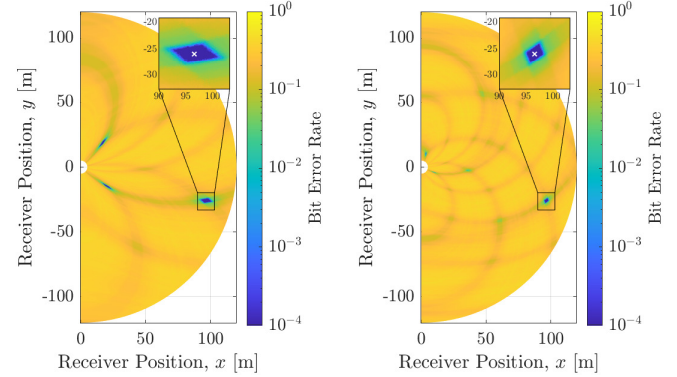 -20
-25
-30
90 95 100
100
50
0
-50
-100
0 50 100
Receiver Position, x [m]
Receiver Position, y [m]
10^0
10^-1
10^-2
10^-3
10^-4
Bit Error Rate
-20
-25
-30
90 95 100
100
50
0
-50
-100
0 50 100
Receiver Position, x [m]
Receiver Position, y [m]
10^0
10^-1
10^-2
10^-3
10^-4
Bit Error Rate